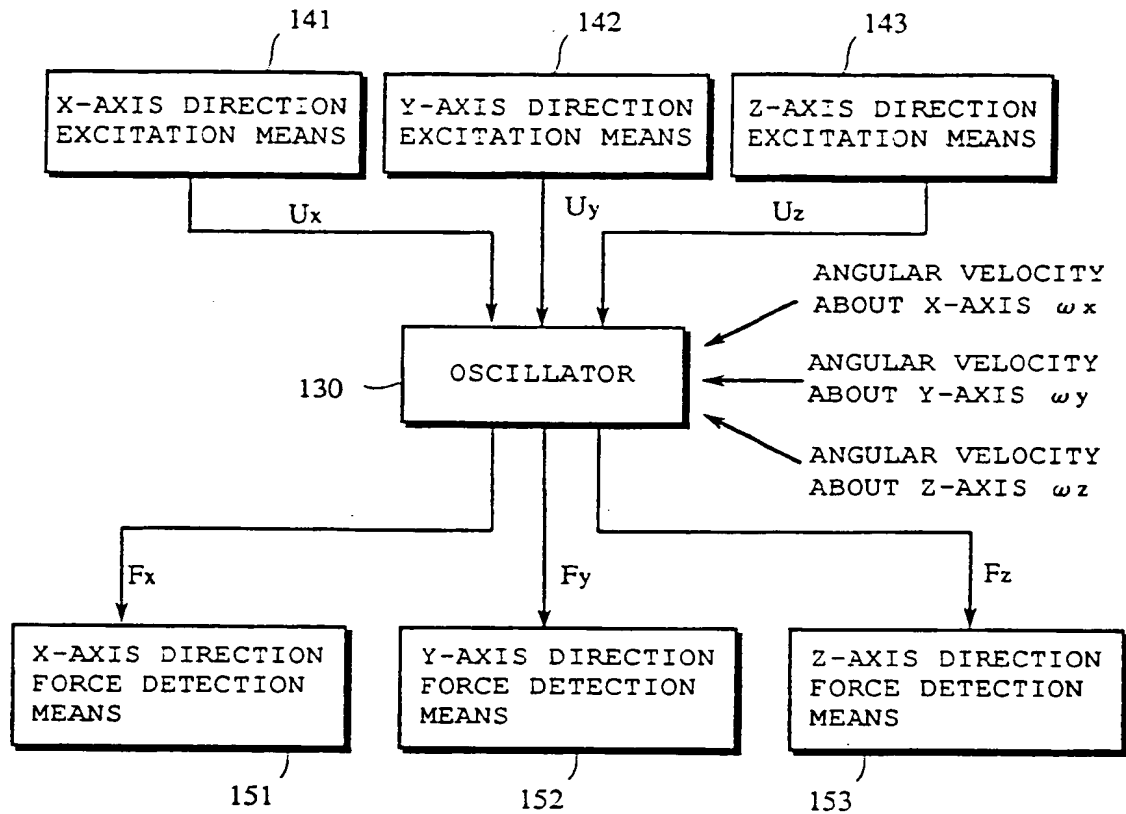 141
142
143
X-AXIS DIRECTION
EXCITATION MEANS
Y-AXIS DIRECTION
EXCITATION MEANS
Z-AXIS DIRECTION
EXCITATION MEANS
Ux
Uy
Uz
ANGULAR VELOCITY
ABOUT X-AXIS ωx
130
OSCILLATOR
ANGULAR VELOCITY
ABOUT Y-AXIS ωy
ANGULAR VELOCITY
ABOUT Z-AXIS ωz
Fx
Fy
Fz
X-AXIS DIRECTION
FORCE DETECTION
MEANS
Y-AXIS DIRECTION
FORCE DETECTION
MEANS
Z-AXIS DIRECTION
FORCE DETECTION
MEANS
151
152
153